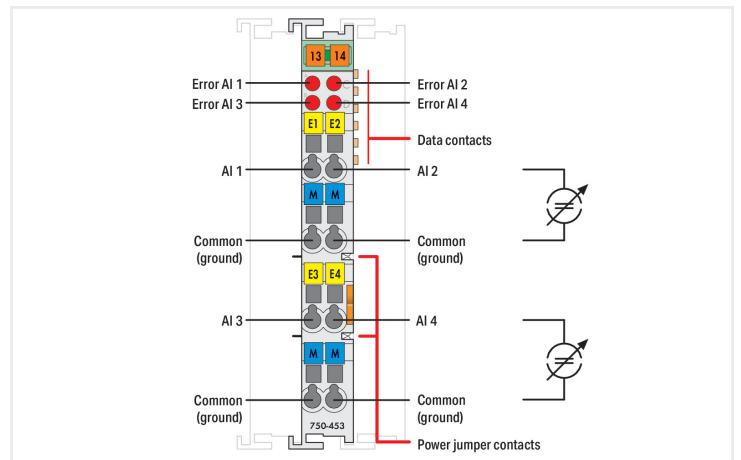 13 14
Error AI 1
Error AI 2
Error AI 3
Error AI 4
E1 E2
Data contacts
AI 1
AI 2
M M
Common
(ground)
Common
(ground)
E3 E4
AI 3
AI 4
M M
Common
(ground)
Common
(ground)
750-453
Power jumper contacts